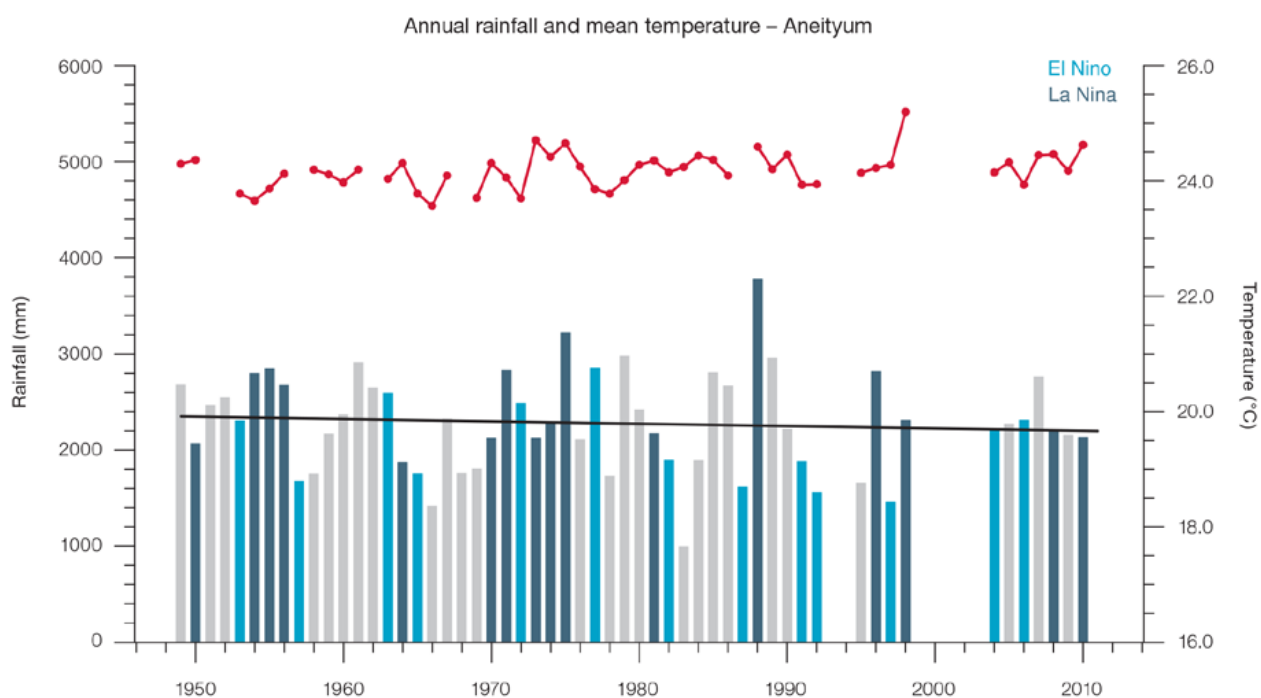 Annual rainfall and mean temperature – Aneityum
El Nino
La Nina
Rainfall (mm)
6000
5000
4000
3000
2000
1000
0
26.0
24.0
22.0
20.0
18.0
16.0
Temperature (°C)
1950 1960 1970 1980 1990 2000 2010